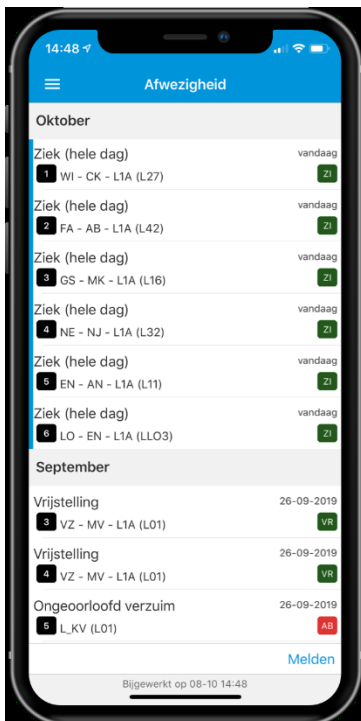 14:48
Afwezigheid
Oktober
Ziek (hele dag) vandaag
1 WI - CK - L1A (L27) ZI
Ziek (hele dag) vandaag
2 FA - AB - L1A (L42) ZI
Ziek (hele dag) vandaag
3 GS - MK - L1A (L16) ZI
Ziek (hele dag) vandaag
4 NE - NJ - L1A (L32) ZI
Ziek (hele dag) vandaag
5 EN - AN - L1A (L11) ZI
Ziek (hele dag) vandaag
6 LO - EN - L1A (LLO3) ZI
September
Vrijstelling 26-09-2019
3 VZ - MV - L1A (L01) VR
Vrijstelling 26-09-2019
4 VZ - MV - L1A (L01) VR
Ongeoorloofd verzuim 26-09-2019
5 L_KV (L01) AB
Melden
Bijgewerkt op 08-10 14:48